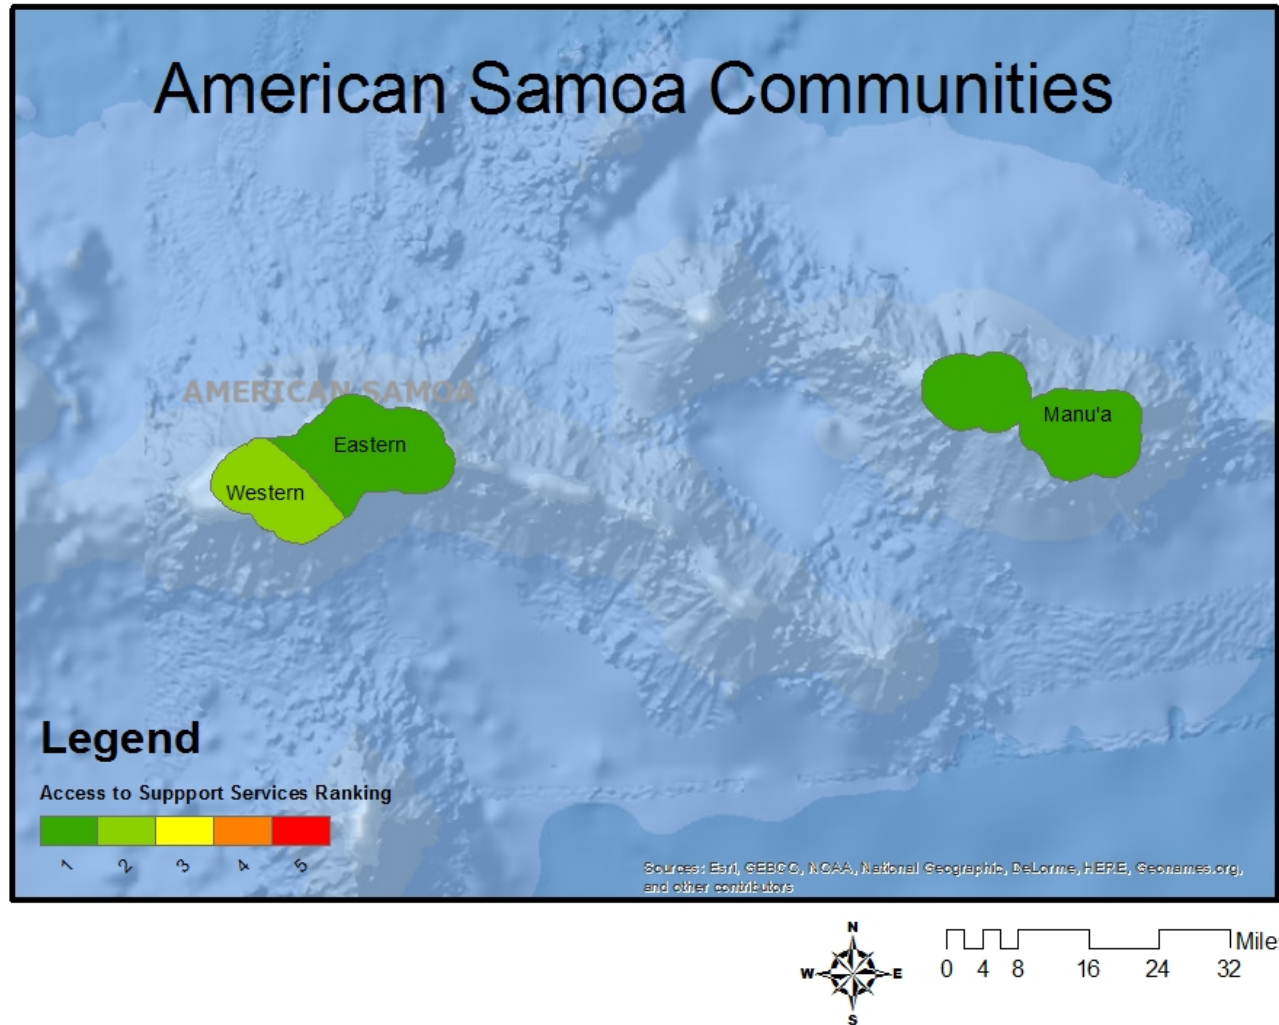 American Samoa Communities
AMERICAN SAMOA
Eastern
Western
Manu'a
Legend
Access to Suppport Services Ranking
1 2 3 4 5
Sources: Esri, GEBCO, NOAA, National Geographic, DeLorme, HERE, Geonames.org,
and other contributors
N
W E
S
Miles
0 4 8 16 24 32